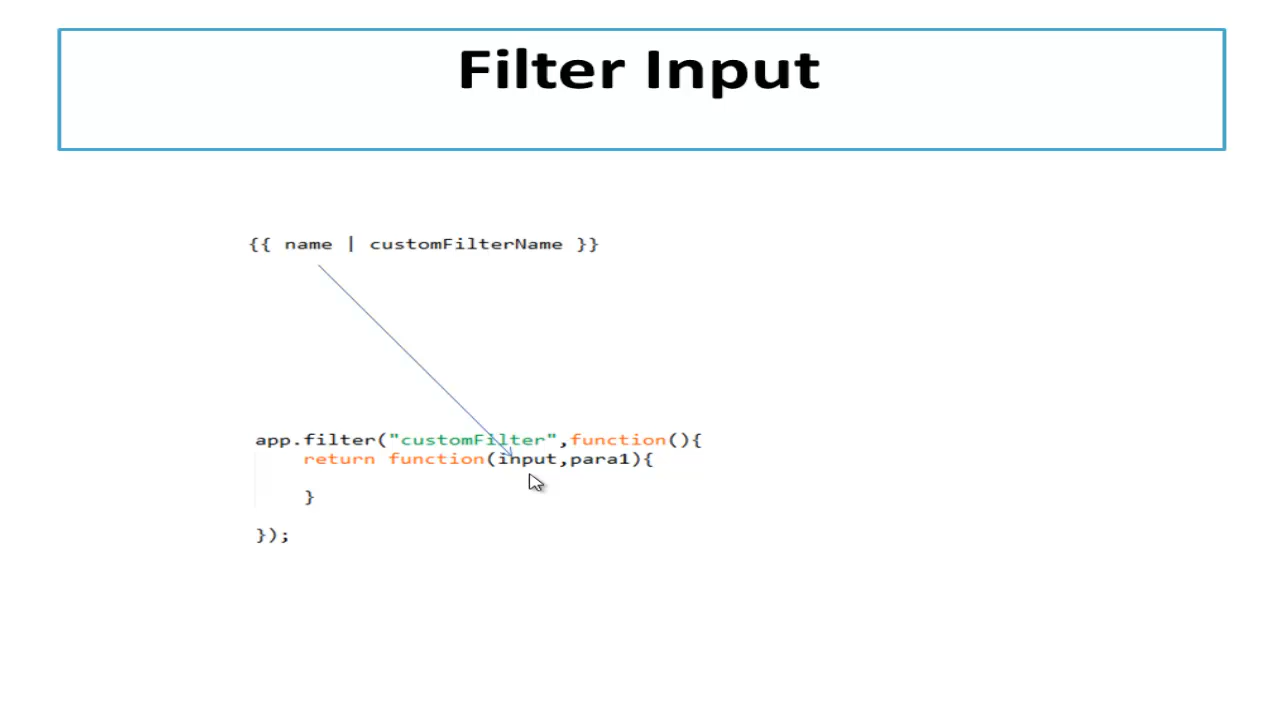 Filter Input
{{ name | customFilterName }}
app.filter("customFilter",function(){
return function(input,para1){
}
});